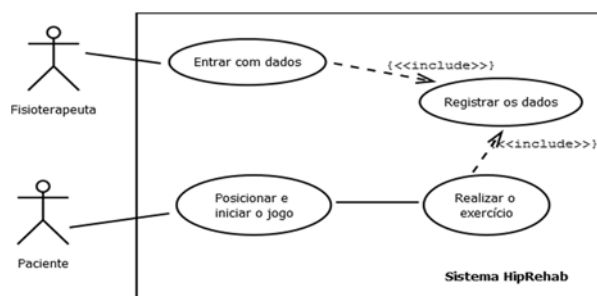 Entrar com dados
{<<include>>}
Fisioterapeuta
Registrar os dados
{<<include>>}
Posicionar e
iniciar o jogo
Realizar o
exercício
Paciente
Sistema HipRehab